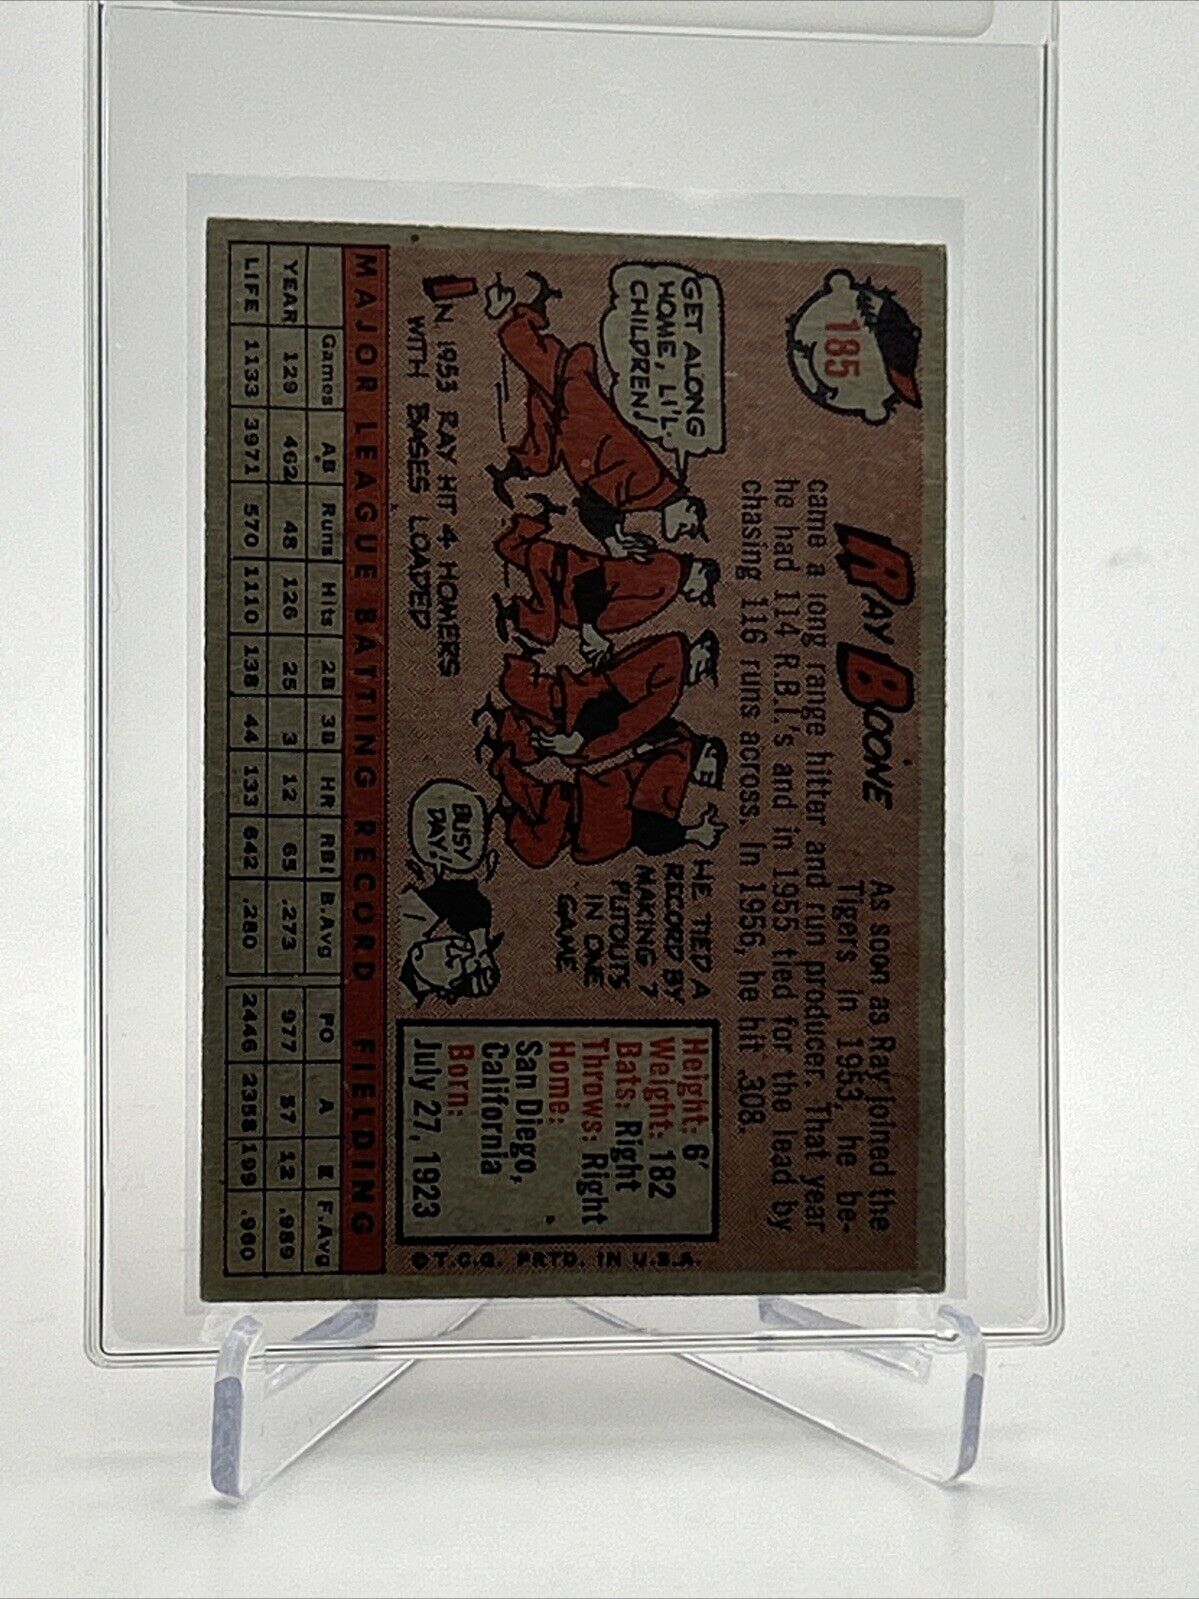 185
RAY BOONE
As soon as Ray joined the
Tigers in 1953, he be-
came a long range hitter and run producer. That year
he had 114 R.B.I.'s and in 1955 tied for the lead by
chasing 116 runs across. In 1956, he hit .308.
GET ALONG
HOME, LI'L
CHILDREN!
IN 1953 RAY HIT 4 HOMERS
WITH BASES LOADED
HE TIED A
RECORD BY
MAKING 7
PUTOUTS
IN ONE
GAME
BUSY
DAY!
Height: 6'
Weight: 182
Bats: Right
Throws: Right
Home:
San Diego,
California
Born:
July 27, 1923
© T.C.G. PRTD. IN U.S.A.
MAJOR LEAGUE BATTING RECORD FIELDING
Games AB Runs Hits 2B 3B HR RBI B.Avg PO A E F.Avg
YEAR 129 462 48 126 25 3 12 65 .273 977 57 12 .989
LIFE 1133 3971 570 1110 138 44 133 642 .280 2446 2358 199 .960